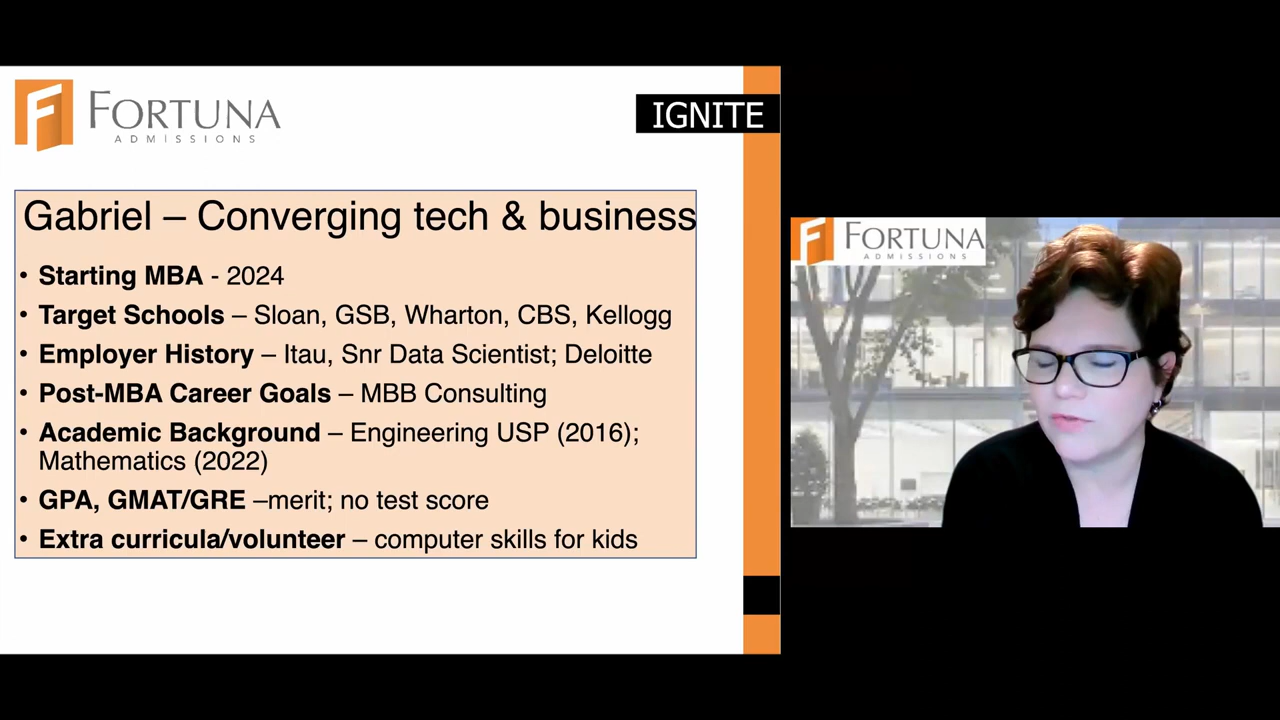 FORTUNA
ADMISSIONS
IGNITE
Gabriel – Converging tech & business
• Starting MBA - 2024
• Target Schools – Sloan, GSB, Wharton, CBS, Kellogg
• Employer History – Itau, Snr Data Scientist; Deloitte
• Post-MBA Career Goals – MBB Consulting
• Academic Background – Engineering USP (2016);
Mathematics (2022)
• GPA, GMAT/GRE –merit; no test score
• Extra curricula/volunteer – computer skills for kids
FORTUNA
ADMISSIONS